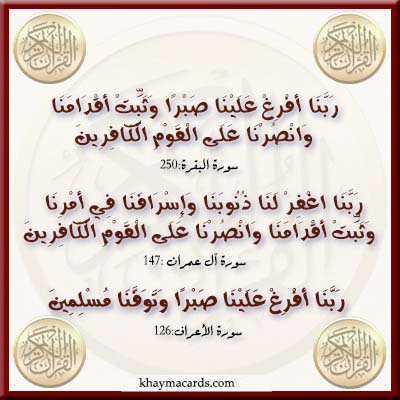 رَبَّنَا أَفْرِغْ عَلَيْنَا صَبْرًا وَثَبِّتْ أَقْدَامَنَا
وَانْصُرْنَا عَلَى الْقَوْمِ الْكَافِرِينَ
سورة البقرة:250
رَبَّنَا اغْفِرْ لَنَا ذُنُوبَنَا وَإِسْرَافَنَا فِي أَمْرِنَا
وَثَبِّتْ أَقْدَامَنَا وَانْصُرْنَا عَلَى الْقَوْمِ الْكَافِرِينَ
سورة آل عمران :147
رَبَّنَا أَفْرِغْ عَلَيْنَا صَبْرًا وَتَوَفَّنَا مُسْلِمِينَ
سورة الأعراف:126
khaymacards.com